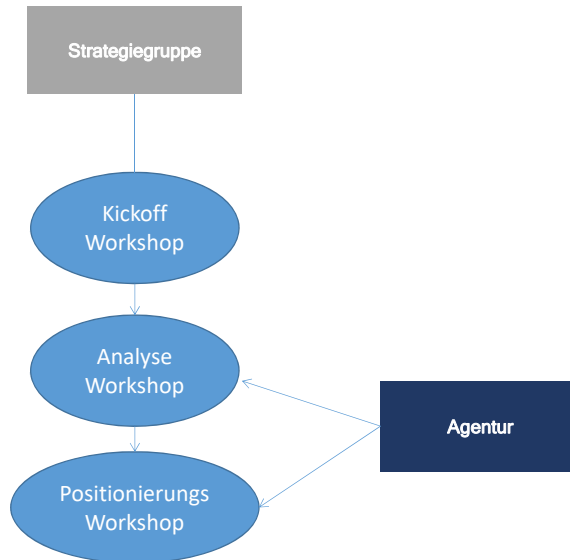 Strategiegruppe
Kickoff
Workshop
Analyse
Workshop
Agentur
Positionierungs
Workshop